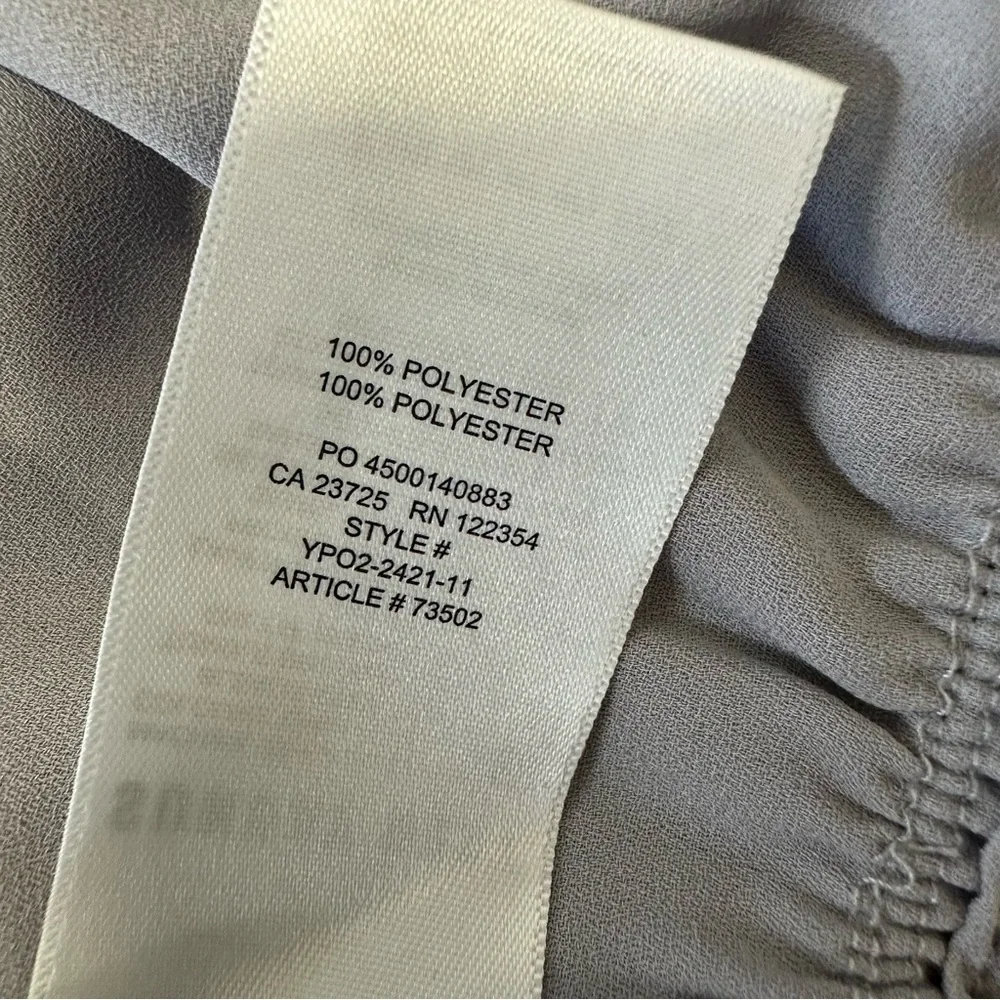 100% POLYESTER
100% POLYESTER
PO 4500140883
CA 23725 RN 122354
STYLE #
YPO2-2421-11
ARTICLE # 73502